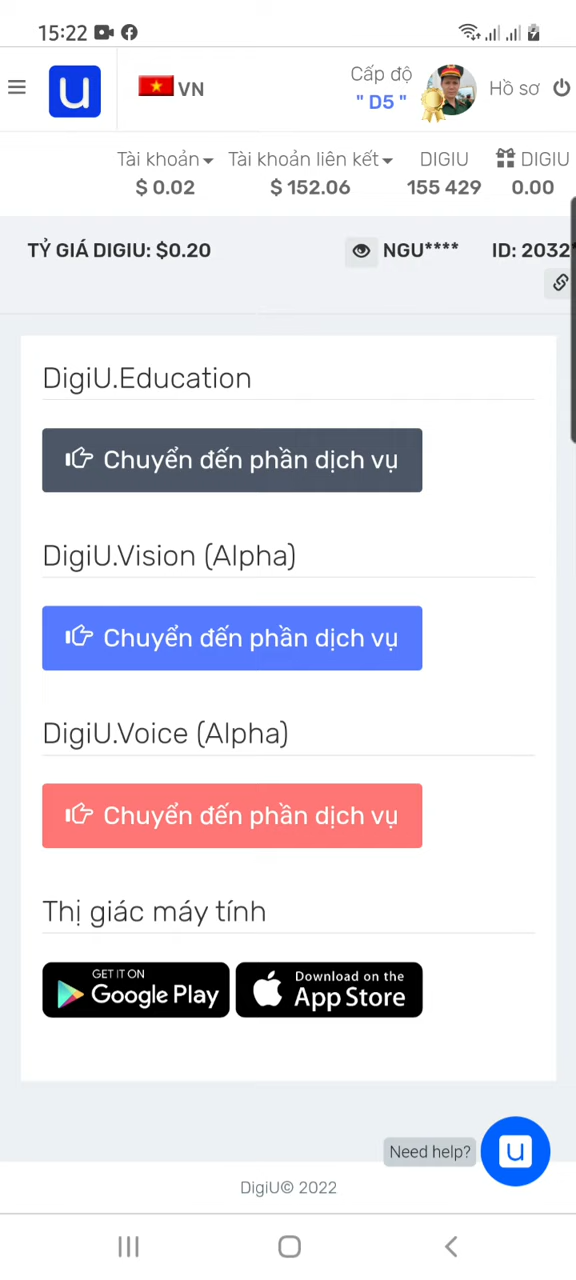 15:22
VN
Cấp độ
" D5 "
Hồ sơ
Tài khoản
$ 0.02
Tài khoản liên kết
$ 152.06
DIGIU
155 429
DIGIU
0.00
TỶ GIÁ DIGIU: $0.20
NGU****
ID: 2032
DigiU.Education
Chuyển đến phần dịch vụ
DigiU.Vision (Alpha)
Chuyển đến phần dịch vụ
DigiU.Voice (Alpha)
Chuyển đến phần dịch vụ
Thị giác máy tính
GET IT ON
Google Play
Download on the
App Store
Need help?
DigiU© 2022